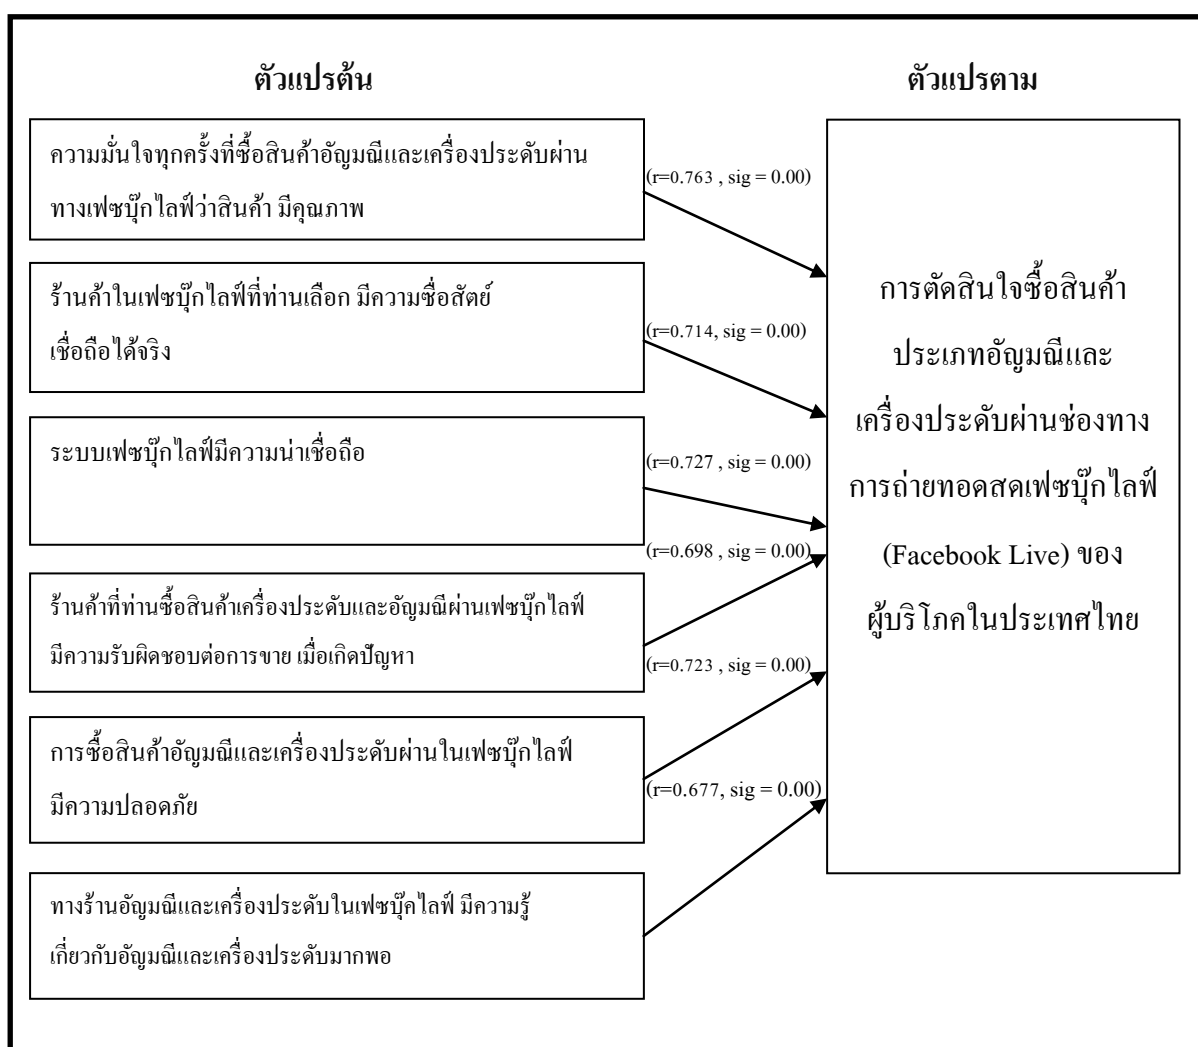 ตัวแปรต้น
ตัวแปรตาม
ความมั่นใจทุกครั้งที่ซื้อสินค้าอัญมณีและเครื่องประดับผ่าน
ทางเฟซบุ๊กไลฟ์ว่าสินค้า มีคุณภาพ
(r=0.763 , sig = 0.00)
ร้านค้าในเฟซบุ๊กไลฟ์ที่ท่านเลือก มีความซื่อสัตย์
เชื่อถือได้จริง
(r=0.714, sig = 0.00)
ระบบเฟซบุ๊กไลฟ์มีความน่าเชื่อถือ
(r=0.727 , sig = 0.00)
(r=0.698 , sig = 0.00)
ร้านค้าที่ท่านซื้อสินค้าเครื่องประดับและอัญมณีผ่านเฟซบุ๊กไลฟ์
มีความรับผิดชอบต่อการขาย เมื่อเกิดปัญหา
(r=0.723 , sig = 0.00)
การซื้อสินค้าอัญมณีและเครื่องประดับผ่านในเฟซบุ๊กไลฟ์
มีความปลอดภัย
(r=0.677, sig = 0.00)
ทางร้านอัญมณีและเครื่องประดับในเฟซบุ๊คไลฟ์ มีความรู้
เกี่ยวกับอัญมณีและเครื่องประดับมากพอ
การตัดสินใจซื้อสินค้า
ประเภทอัญมณีและ
เครื่องประดับผ่านช่องทาง
การถ่ายทอดสดเฟซบุ๊กไลฟ์
(Facebook Live) ของ
ผู้บริโภคในประเทศไทย